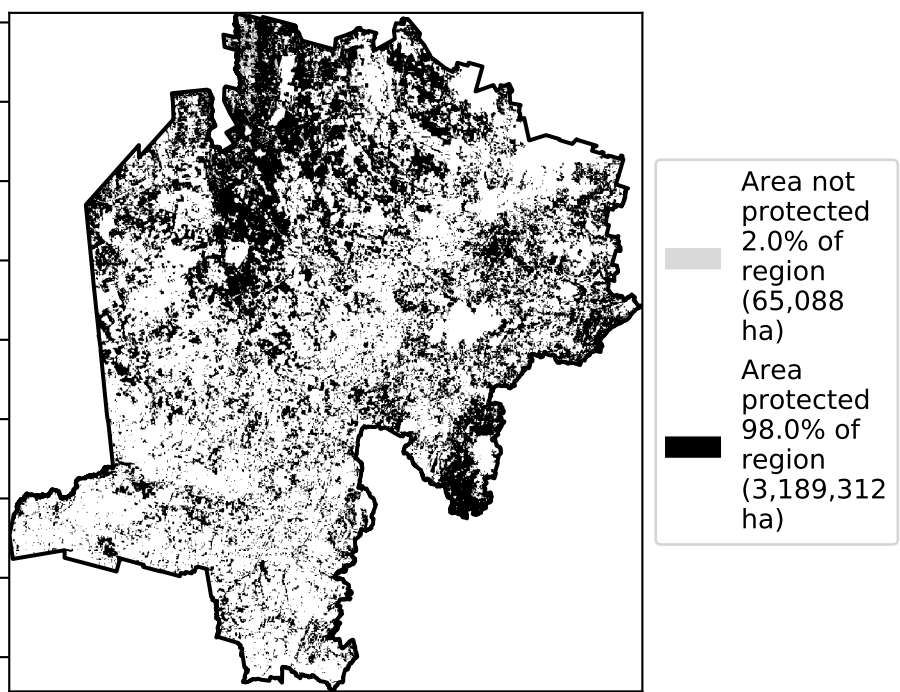 Area not
protected
2.0% of
region
(65,088
ha)
Area
protected
98.0% of
region
(3,189,312
ha)